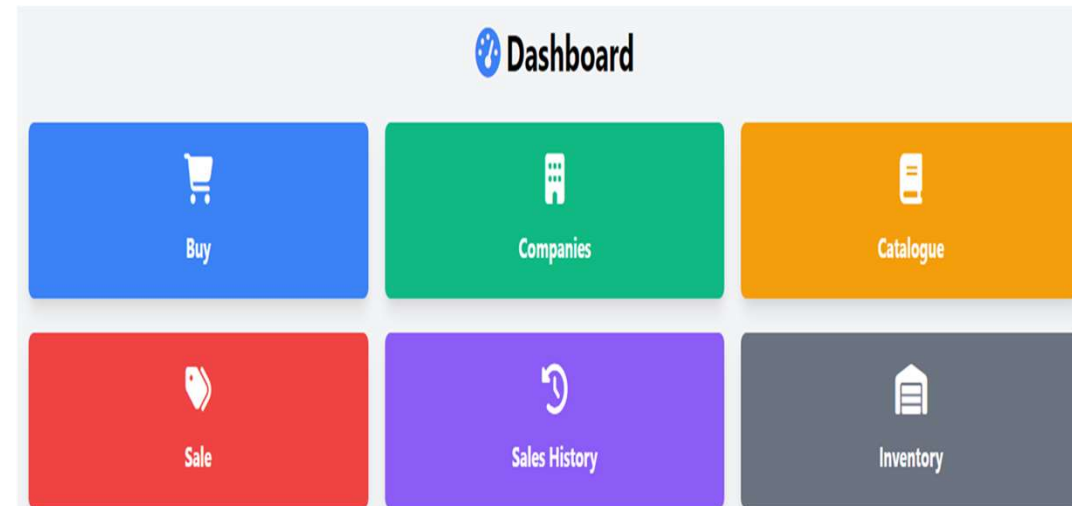 Dashboard
Buy
Companies
Catalogue
Sale
Sales History
Inventory